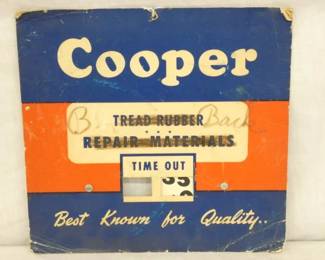 Cooper
TREAD RUBBER
...
REPAIR MATERIALS
TIME OUT
Best Known for Quality..